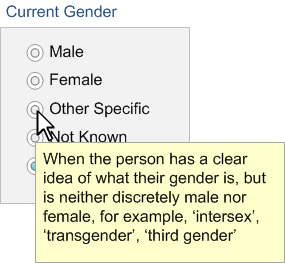 Current Gender
Male
Female
Other Specific
Not Known
When the person has a clear
idea of what their gender is, but
is neither discretely male nor
female, for example, ‘intersex’,
‘transgender’, ‘third gender’